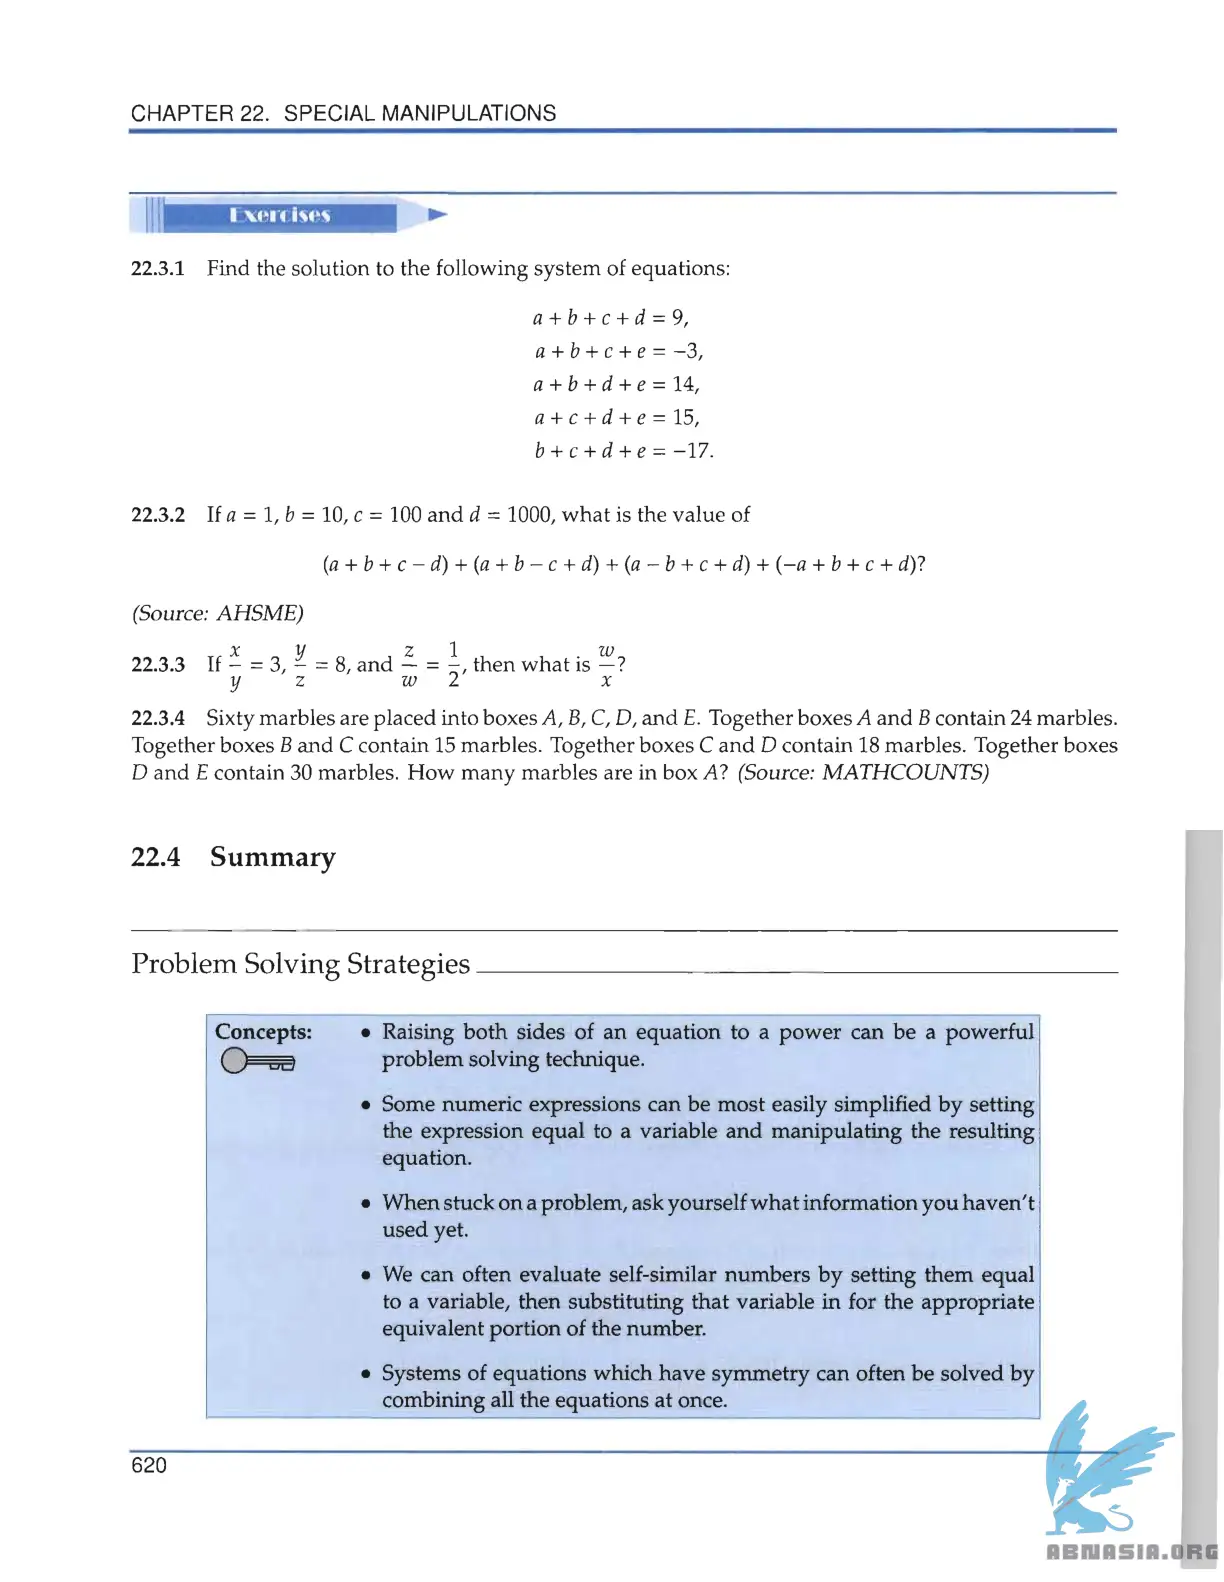 CHAPTER 22. SPECIAL MANIPULATIONS
Exercises
22.3.1 Find the solution to the following system of equations:
a + b + c + d = 9,
a + b + c + e = −3,
a + b + d + e = 14,
a + c + d + e = 15,
b + c + d + e = −17.
22.3.2 If a = 1, b = 10, c = 100 and d = 1000, what is the value of
(a + b + c − d) + (a + b − c + d) + (a − b + c + d) + (−a + b + c + d)?
(Source: AHSME)
22.3.3 If x/y = 3, y/z = 8, and z/w = 1/2, then what is w/x?
22.3.4 Sixty marbles are placed into boxes A, B, C, D, and E. Together boxes A and B contain 24 marbles.
Together boxes B and C contain 15 marbles. Together boxes C and D contain 18 marbles. Together boxes
D and E contain 30 marbles. How many marbles are in box A? (Source: MATHCOUNTS)
22.4 Summary
Problem Solving Strategies
Concepts:
• Raising both sides of an equation to a power can be a powerful
problem solving technique.
• Some numeric expressions can be most easily simplified by setting
the expression equal to a variable and manipulating the resulting
equation.
• When stuck on a problem, ask yourself what information you haven't
used yet.
• We can often evaluate self-similar numbers by setting them equal
to a variable, then substituting that variable in for the appropriate
equivalent portion of the number.
• Systems of equations which have symmetry can often be solved by
combining all the equations at once.
620
ABNASIA.ORG